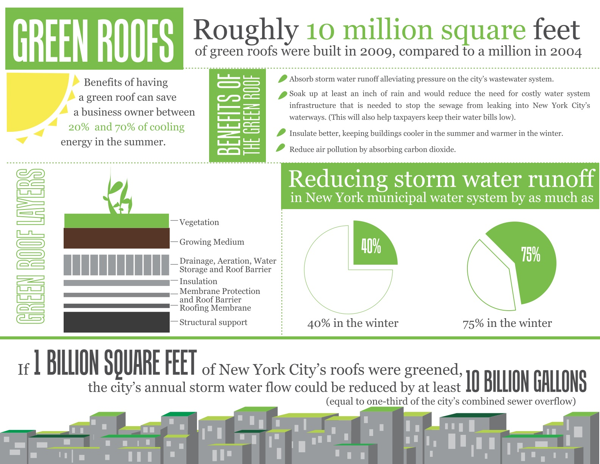 GREEN ROOFS
Roughly 10 million square feet
of green roofs were built in 2009, compared to a million in 2004
Benefits of having
a green roof can save
a business owner between
20% and 70% of cooling
energy in the summer.
BENEFITS OF
THE GREEN ROOF
Absorb storm water runoff alleviating pressure on the city's wastewater system.
Soak up at least an inch of rain and would reduce the need for costly water system
infrastructure that is needed to stop the sewage from leaking into New York City's
waterways. (This will also help taxpayers keep their water bills low).
Insulate better, keeping buildings cooler in the summer and warmer in the winter.
Reduce air pollution by absorbing carbon dioxide.
GREEN ROOF LAYERS
Vegetation
Growing Medium
Drainage, Aeration, Water
Storage and Roof Barrier
Insulation
Membrane Protection
and Roof Barrier
Roofing Membrane
Structural support
Reducing storm water runoff
in New York municipal water system by as much as
40%
40% in the winter
75%
75% in the winter
If 1 BILLION SQUARE FEET of New York City's roofs were greened,
the city's annual storm water flow could be reduced by at least 10 BILLION GALLONS
(equal to one-third of the city's combined sewer overflow)